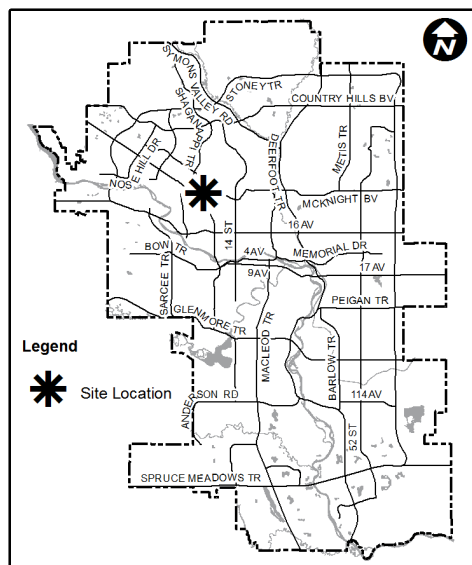 N
SYMONS VALLEY RD
STONEY TR
COUNTRY HILLS BV
SHAGANAPPI TR
METIS TR
DEERFOOT TR
NOSE HILL DR
MCKNIGHT BV
14 ST
16 AV
BOW TR
4 AV
MEMORIAL DR
9 AV
17 AV
SARCEE TR
PEIGAN TR
GLENMORE TR
Legend
Site Location
MACLEOD TR
BARLOW TR
ANDERSON RD
114 AV
52 ST
SPRUCE MEADOWS TR